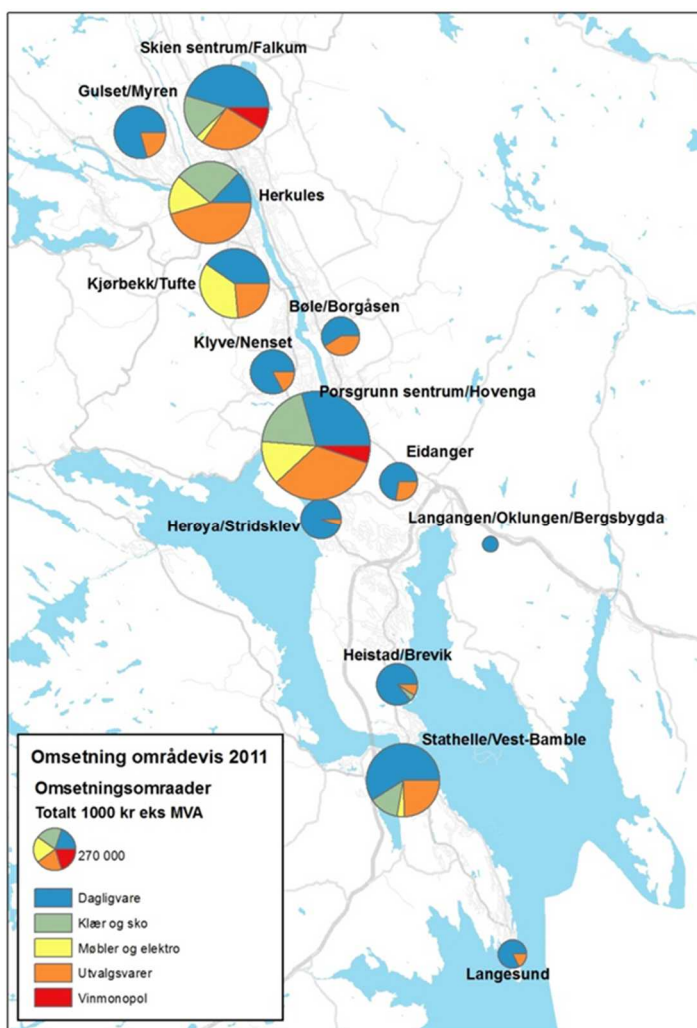 Skien sentrum/Falkum
Gulset/Myren
Herkules
Kjørbekk/Tufte
Bøle/Borgåsen
Klyve/Nenset
Porsgrunn sentrum/Hovenga
Eidanger
Langangen/Oklungen/Bergsbygda
Herøya/Stridsklev
Heistad/Brevik
Stathelle/Vest-Bamble
Langesund
Omsetning områdevis 2011
Omsetningsomraader
Totalt 1000 kr eks MVA
270 000
Dagligvare
Klær og sko
Møbler og elektro
Utvalgsvarer
Vinmonopol